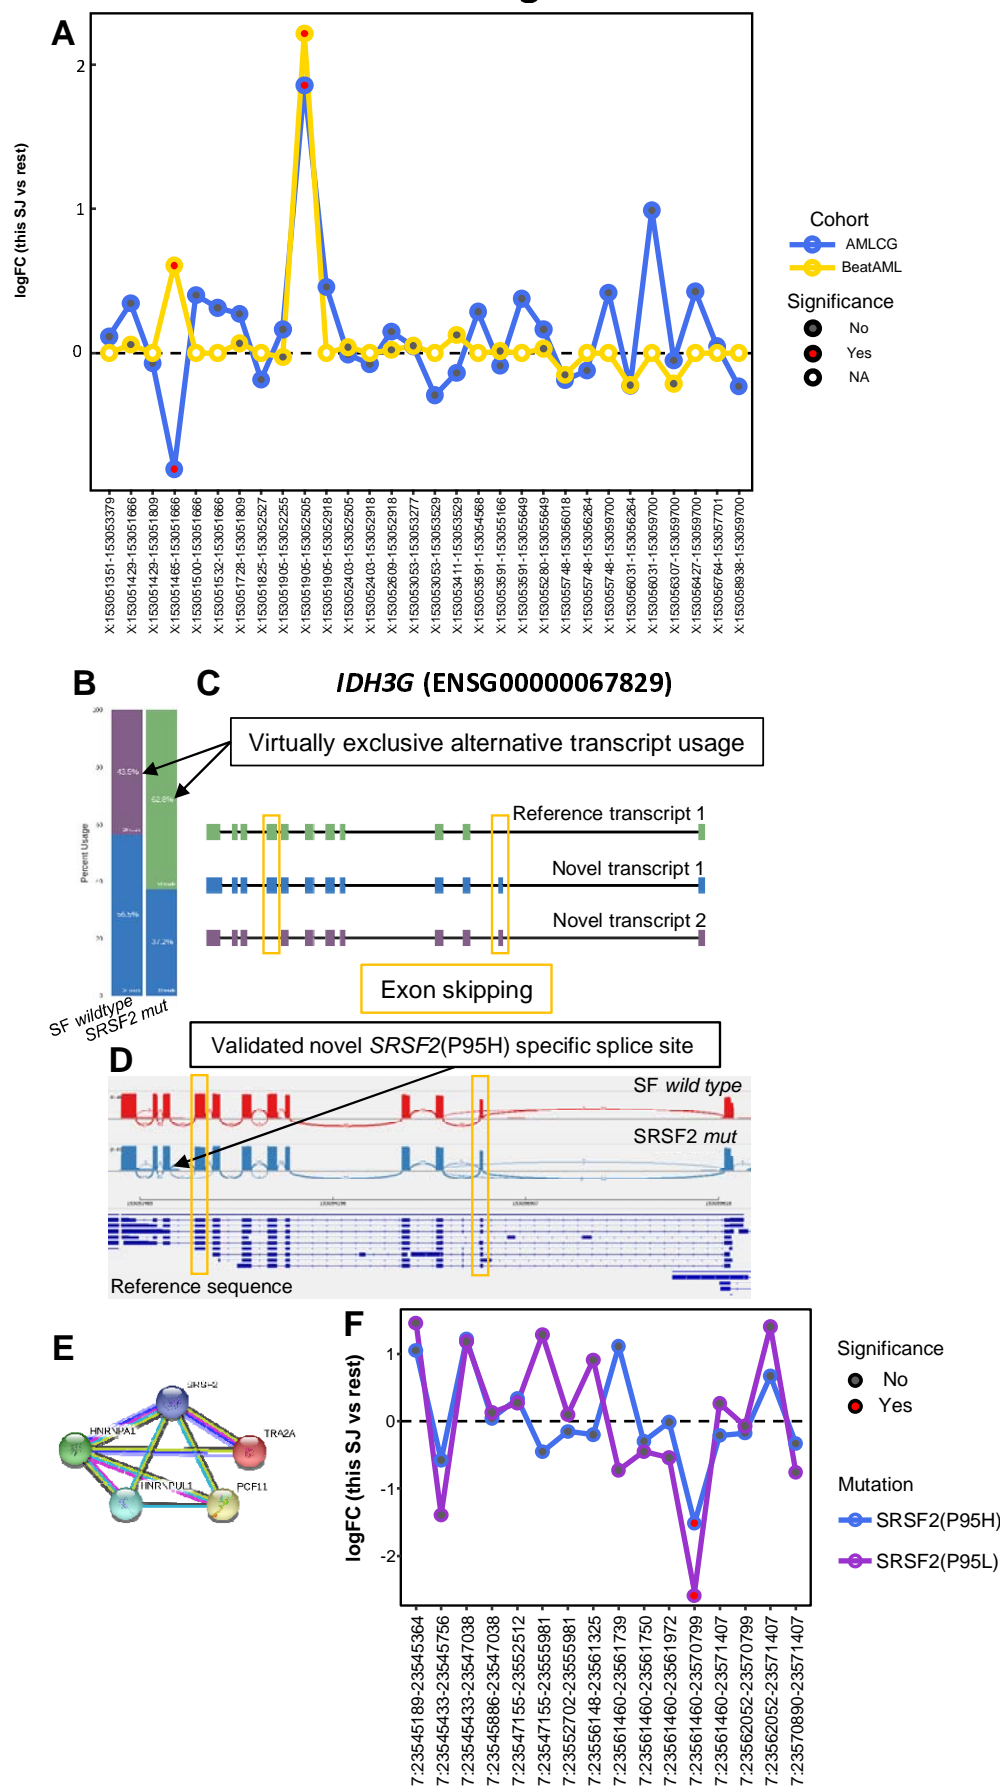 A
logFC (this SJ vs rest)
2
1
0
Cohort
AMLCG
BeatAML
Significance
No
Yes
NA
X:153051351-153053379
X:153051429-153051666
X:153051429-153051809
X:153051465-153051666
X:153051500-153051666
X:153051532-153051666
X:153051728-153051809
X:153051825-153052527
X:153051905-153052255
X:153051905-153052505
X:153051905-153052918
X:153052403-153052505
X:153052403-153052918
X:153052609-153052918
X:153053053-153053277
X:153053053-153053529
X:153053411-153053529
X:153053591-153054568
X:153053591-153055166
X:153053591-153055649
X:153055280-153055649
X:153055748-153056018
X:153055748-153056264
X:153055748-153059700
X:153056031-153056264
X:153056031-153059700
X:153056307-153059700
X:153056427-153059700
X:153056764-153057701
X:153058938-153059700
B
C
IDH3G (ENSG00000067829)
Virtually exclusive alternative transcript usage
Percent Usage
100
80
60
40
20
0
43.5%
62.8%
56.5%
37.2%
SF wildtype
SRSF2 mut
Reference transcript 1
Novel transcript 1
Novel transcript 2
Exon skipping
Validated novel SRSF2(P95H) specific splice site
D
SF wild type
SRSF2 mut
Reference sequence
E
SRSF2
HNRNPA1
TRA2A
HNRNPUL1
PCF11
F
logFC (this SJ vs rest)
1
0
-1
-2
Significance
No
Yes
Mutation
SRSF2(P95H)
SRSF2(P95L)
7:23545189-23545364
7:23545433-23545756
7:23545433-23547038
7:23545886-23547038
7:23547155-23552512
7:23547155-23555981
7:23552702-23555981
7:23556148-23561325
7:23561460-23561739
7:23561460-23561750
7:23561460-23561972
7:23561460-23570799
7:23561460-23571407
7:23562052-23570799
7:23562052-23571407
7:23570890-23571407